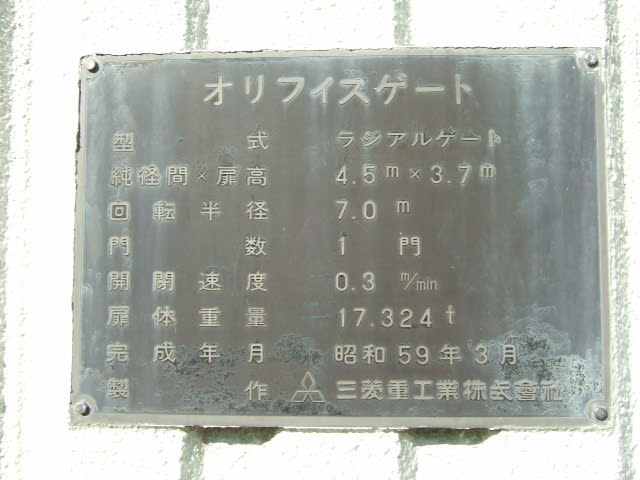 オリフィスゲート
型式 ラジアルゲート
純径間×扉高 4.5m×3.7m
回転半径 7.0m
門数 1門
開閉速度 0.3m/min
扉体重量 17.324t
完成年月 昭和59年3月
製作 三菱重工業株式會社